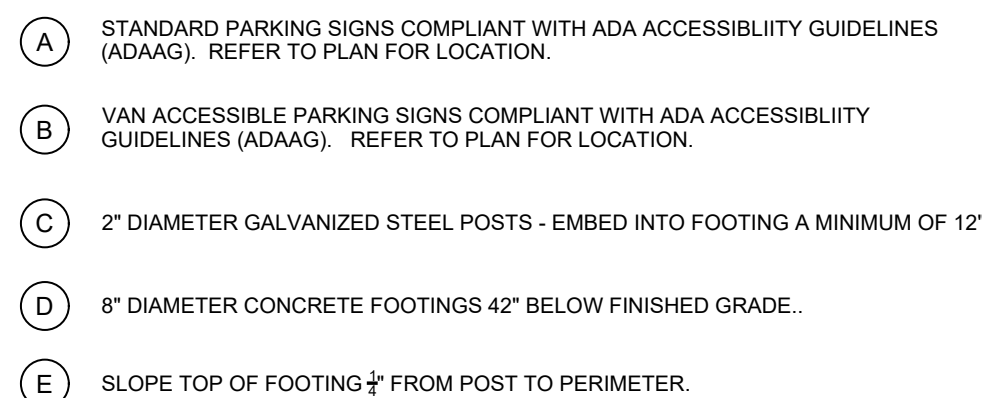 A STANDARD PARKING SIGNS COMPLIANT WITH ADA ACCESSIBLIITY GUIDELINES
(ADAAG). REFER TO PLAN FOR LOCATION.
B VAN ACCESSIBLE PARKING SIGNS COMPLIANT WITH ADA ACCESSIBLIITY
GUIDELINES (ADAAG). REFER TO PLAN FOR LOCATION.
C 2" DIAMETER GALVANIZED STEEL POSTS - EMBED INTO FOOTING A MINIMUM OF 12'
D 8" DIAMETER CONCRETE FOOTINGS 42" BELOW FINISHED GRADE..
E SLOPE TOP OF FOOTING 1/4" FROM POST TO PERIMETER.